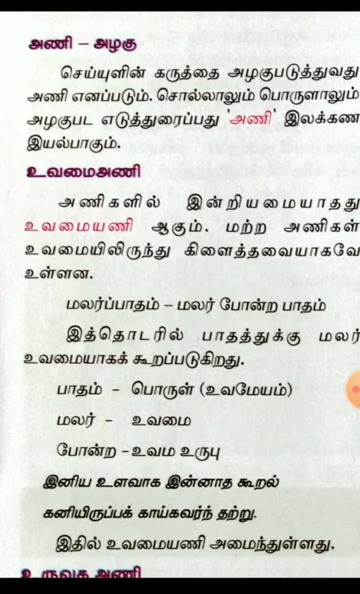 அணி – அழகு
செய்யுளின் கருத்தை அழகுபடுத்துவது
அணி எனப்படும். சொல்லாலும் பொருளாலும்
அழகுபட எடுத்துரைப்பது 'அணி' இலக்கண
இயல்பாகும்.
உவமைஅணி
அணிகளில் இன்றியமையாதது
உவமையணி ஆகும். மற்ற அணிகள்
உவமையிலிருந்து கிளைத்தவையாகவே
உள்ளன.
மலர்ப்பாதம் – மலர் போன்ற பாதம்
இத்தொடரில் பாதத்துக்கு மலர்
உவமையாகக் கூறப்படுகிறது.
பாதம் - பொருள் (உவமேயம்)
மலர் - உவமை
போன்ற - உவம உருபு
இனிய உளவாக இன்னாத கூறல்
கனியிருப்பக் காய்கவர்ந் தற்று.
இதில் உவமையணி அமைந்துள்ளது.
உருவக அணி